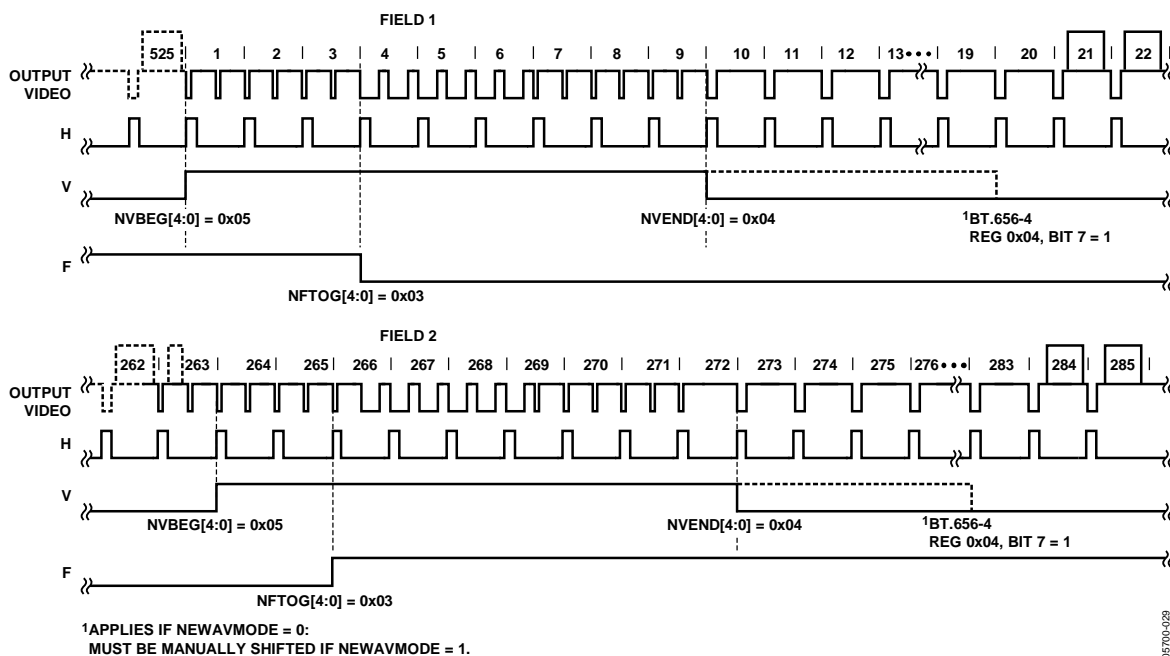 FIELD 1
525 1 2 3 4 5 6 7 8 9 10 11 12 13 19 20 21 22
OUTPUT
VIDEO
H
V
NVBEG[4:0] = 0x05
NVEND[4:0] = 0x04
1BT.656-4
REG 0x04, BIT 7 = 1
F
NFTOG[4:0] = 0x03
FIELD 2
262 263 264 265 266 267 268 269 270 271 272 273 274 275 276 283 284 285
OUTPUT
VIDEO
H
V
NVBEG[4:0] = 0x05
NVEND[4:0] = 0x04
1BT.656-4
REG 0x04, BIT 7 = 1
F
NFTOG[4:0] = 0x03
1APPLIES IF NEWAVMODE = 0:
MUST BE MANUALLY SHIFTED IF NEWAVMODE = 1.
05700-029